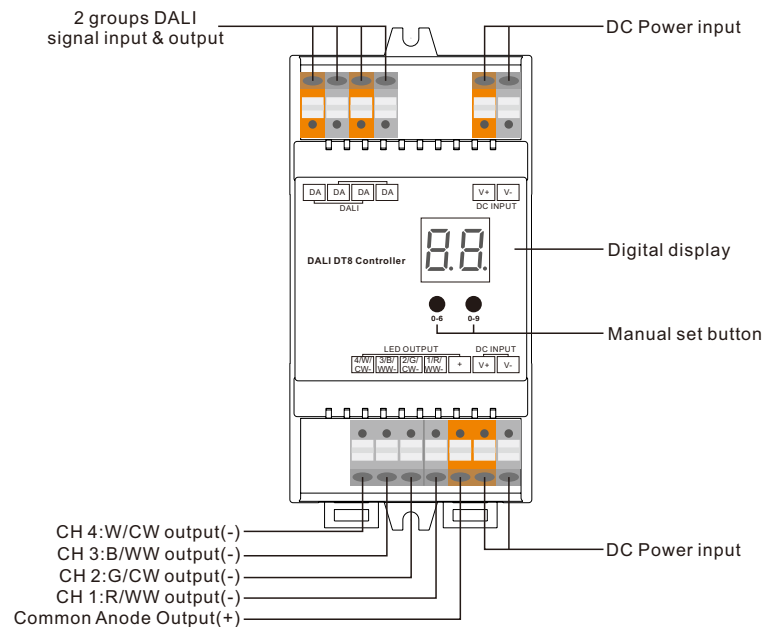 2 groups DALI
signal input & output
DC Power input
DA DA DA DA
DALI
V+ V-
DC INPUT
8.8.
Digital display
DALI DT8 Controller
0-6 0-9
Manual set button
LED OUTPUT
DC INPUT
4/W/CW- 3/B/WW- 2/G/CW- 1/R/WW- + V+ V-
CH 4:W/CW output(-)
CH 3:B/WW output(-)
CH 2:G/CW output(-)
CH 1:R/WW output(-)
Common Anode Output(+)
DC Power input